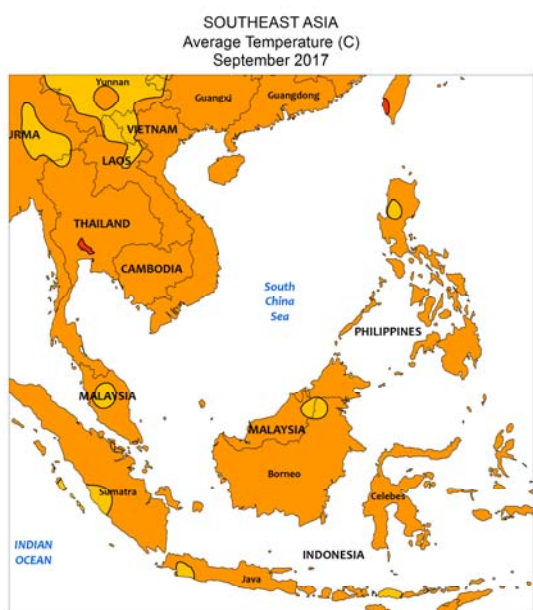 SOUTHEAST ASIA
Average Temperature (C)
September 2017
Yunnan
Guangxi
Guangdong
URMA
VIETNAM
LAOS
THAILAND
CAMBODIA
South
China
Sea
PHILIPPINES
MALAYSIA
MALAYSIA
Borneo
Sumatra
Celebes
INDIAN
OCEAN
INDONESIA
Java